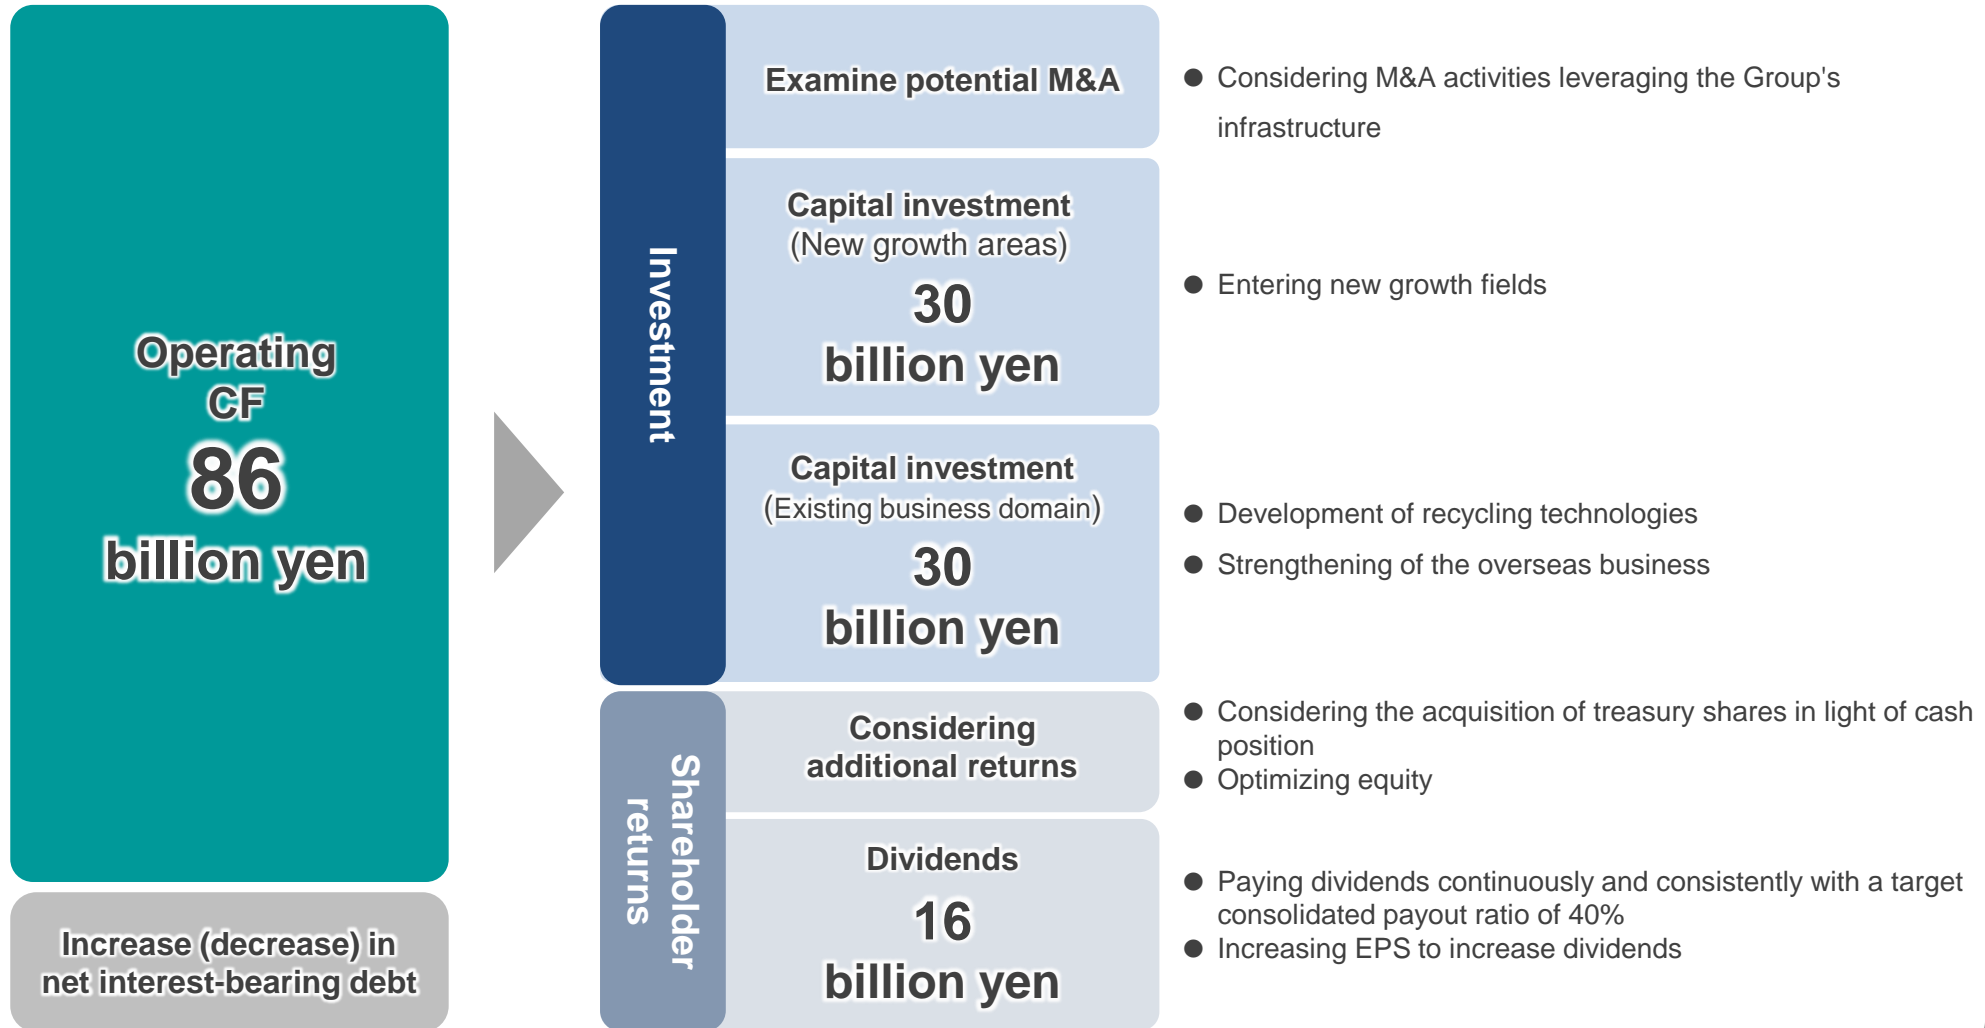 Operating
CF
86
billion yen
Increase (decrease) in
net interest-bearing debt
Investment
Examine potential M&A
● Considering M&A activities leveraging the Group's
infrastructure
Capital investment
(New growth areas)
30
billion yen
● Entering new growth fields
Capital investment
(Existing business domain)
30
billion yen
● Development of recycling technologies
● Strengthening of the overseas business
Shareholder
returns
Considering
additional returns
● Considering the acquisition of treasury shares in light of cash
position
● Optimizing equity
Dividends
16
billion yen
● Paying dividends continuously and consistently with a target
consolidated payout ratio of 40%
● Increasing EPS to increase dividends